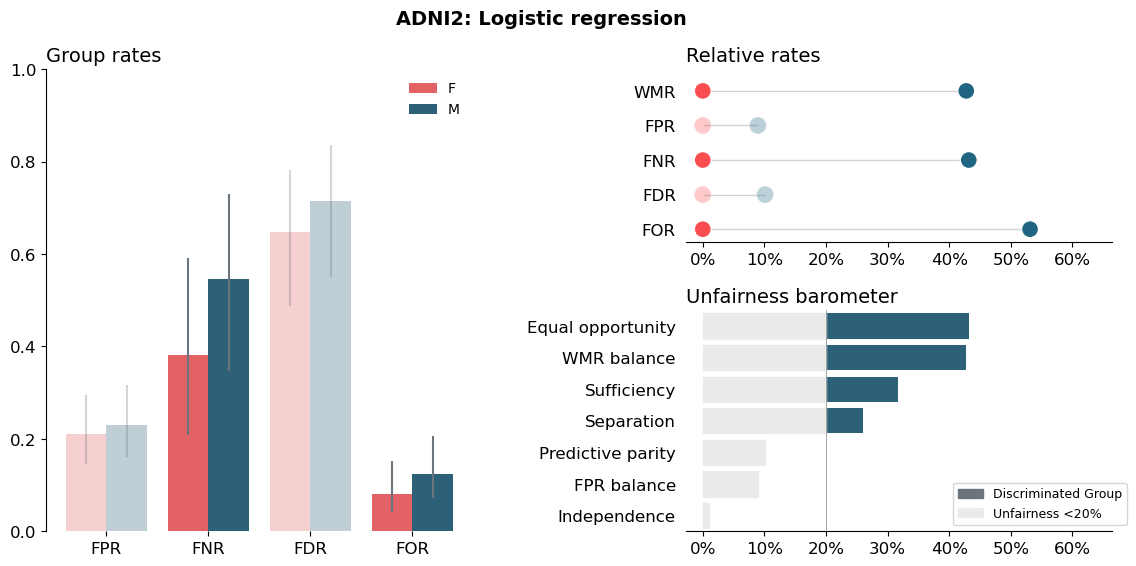 ADNI2: Logistic regression
Group rates
1.0
0.8
0.6
0.4
0.2
0.0
F
M
FPR
FNR
FDR
FOR
Relative rates
WMR
FPR
FNR
FDR
FOR
0%
10%
20%
30%
40%
50%
60%
Unfairness barometer
Equal opportunity
WMR balance
Sufficiency
Separation
Predictive parity
FPR balance
Independence
Discriminated Group
Unfairness <20%
0%
10%
20%
30%
40%
50%
60%